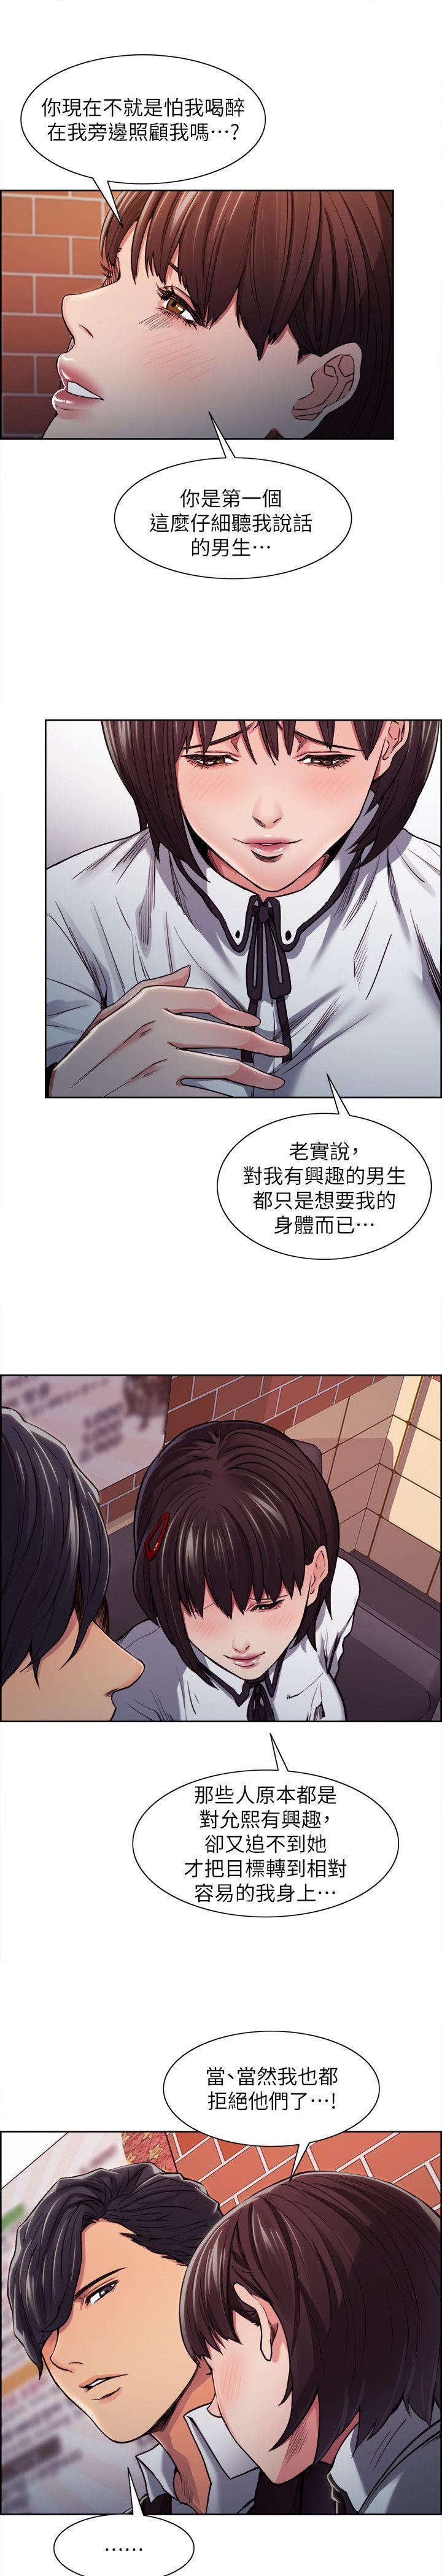 你現在不就是怕我喝醉
在我旁邊照顧我嗎⋯?
你是第一個
這麼仔細聽我說話
的男生⋯
老實說，
對我有興趣的男生
都只是想要我的
身體而已⋯
那些人原本都是
對允熙有興趣，
卻又追不到她
才把目標轉到相對
容易的我身上⋯
當、當然我也都
拒絕他們了⋯!
⋯⋯